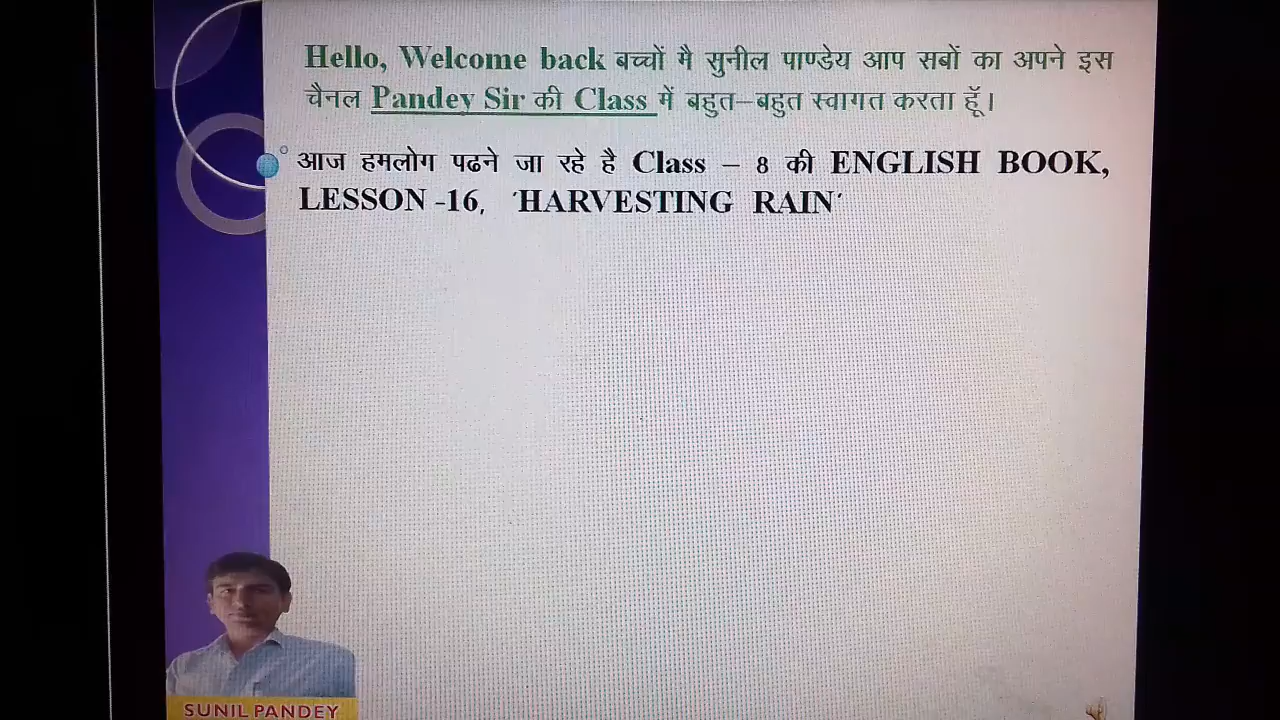 Hello, Welcome back बच्चों मै सुनील पाण्डेय आप सबों का अपने इस
चैनल Pandey Sir की Class में बहुत–बहुत स्वागत करता हूॅं।
आज हमलोग पढने जा रहे है Class – 8 की ENGLISH BOOK,
LESSON -16, ‘HARVESTING RAIN’
SUNIL PANDEY